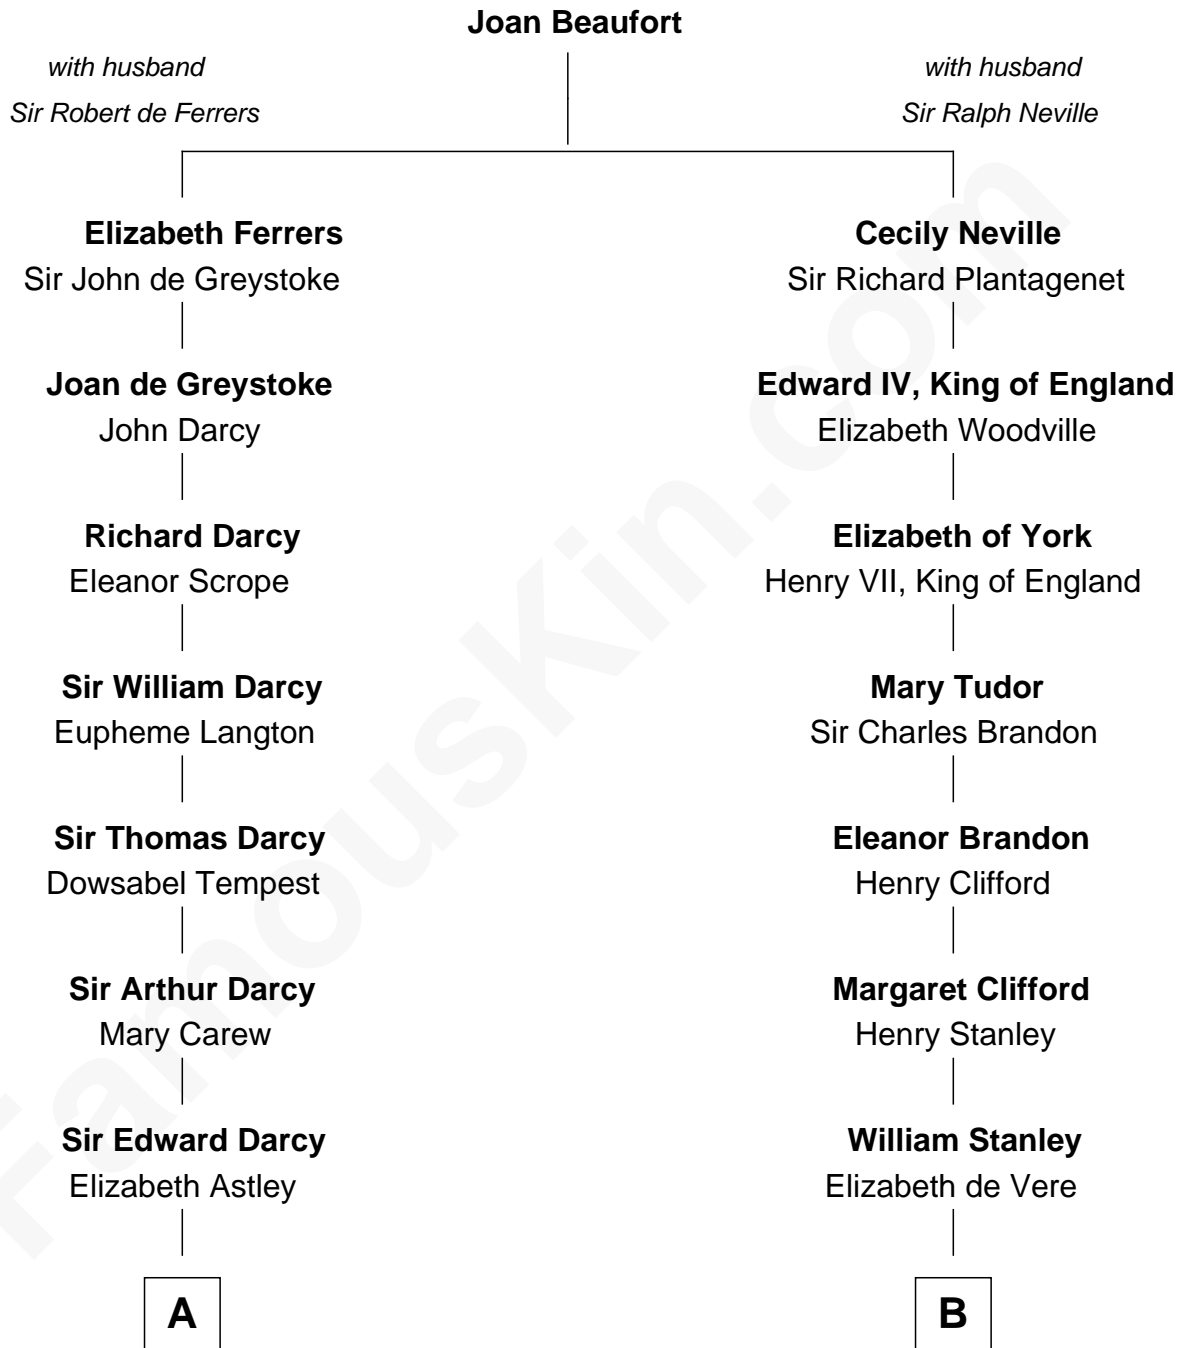 Joan Beaufort
with husband
Sir Robert de Ferrers
with husband
Sir Ralph Neville
Elizabeth Ferrers
Sir John de Greystoke
Cecily Neville
Sir Richard Plantagenet
Joan de Greystoke
John Darcy
Edward IV, King of England
Elizabeth Woodville
Richard Darcy
Eleanor Scrope
Elizabeth of York
Henry VII, King of England
Sir William Darcy
Eupheme Langton
Mary Tudor
Sir Charles Brandon
Sir Thomas Darcy
Dowsabel Tempest
Eleanor Brandon
Henry Clifford
Sir Arthur Darcy
Mary Carew
Margaret Clifford
Henry Stanley
Sir Edward Darcy
Elizabeth Astley
William Stanley
Elizabeth de Vere
A
B
FamousKin.com